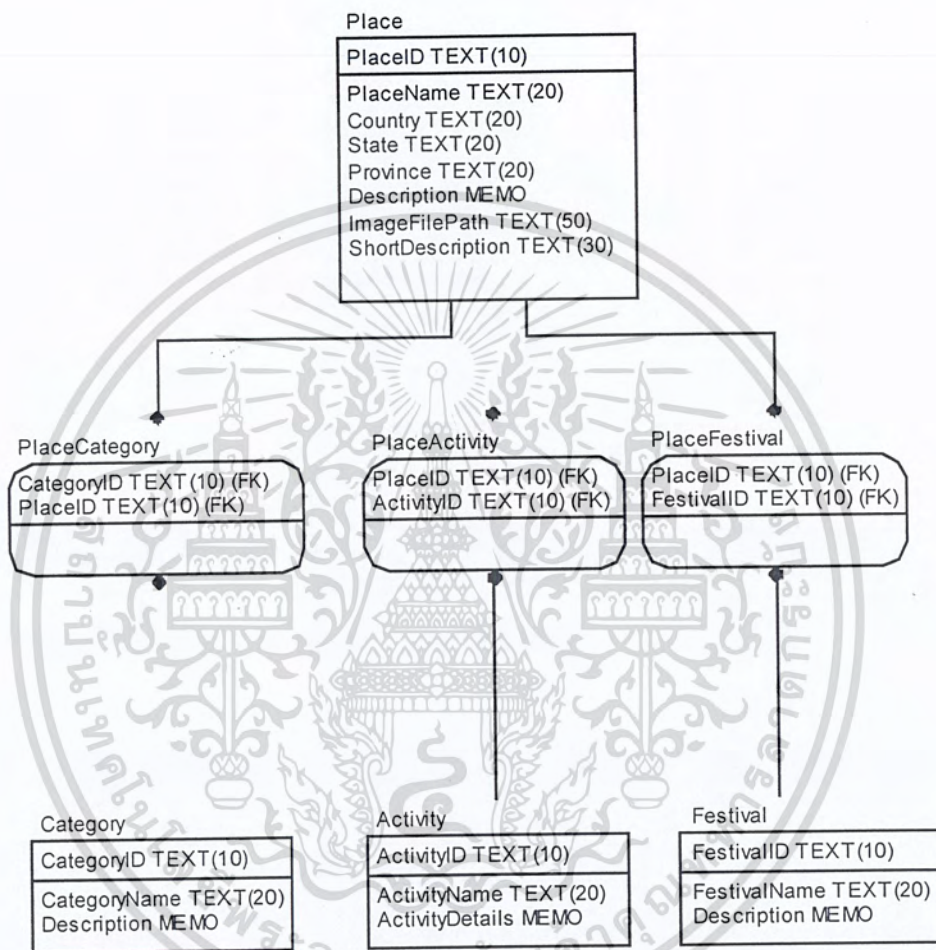 Place
PlaceID TEXT(10)
PlaceName TEXT(20)
Country TEXT(20)
State TEXT(20)
Province TEXT(20)
Description MEMO
ImageFilePath TEXT(50)
ShortDescription TEXT(30)
PlaceCategory
CategoryID TEXT(10) (FK)
PlaceID TEXT(10) (FK)
PlaceActivity
PlaceID TEXT(10) (FK)
ActivityID TEXT(10) (FK)
PlaceFestival
PlaceID TEXT(10) (FK)
FestivalID TEXT(10) (FK)
Category
CategoryID TEXT(10)
CategoryName TEXT(20)
Description MEMO
Activity
ActivityID TEXT(10)
ActivityName TEXT(20)
ActivityDetails MEMO
Festival
FestivalID TEXT(10)
FestivalName TEXT(20)
Description MEMO